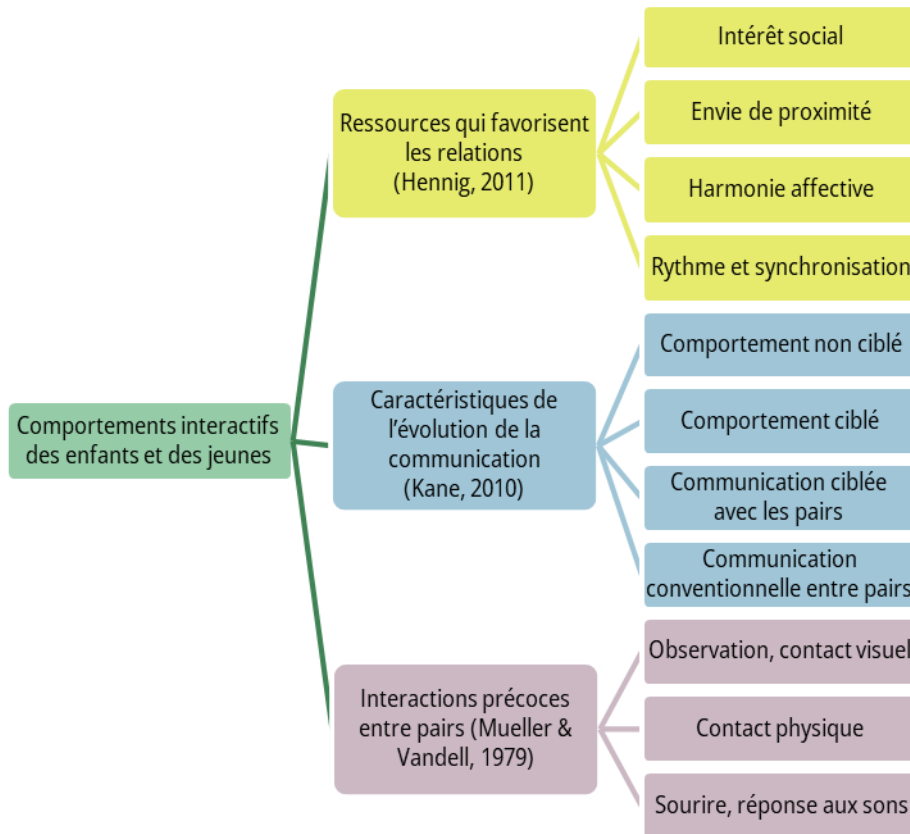 Comportements interactifs
des enfants et des jeunes
Ressources qui favorisent
les relations
(Hennig, 2011)
Intérêt social
Envie de proximité
Harmonie affective
Rythme et synchronisation
Caractéristiques de
l’évolution de la
communication
(Kane, 2010)
Comportement non ciblé
Comportement ciblé
Communication ciblée
avec les pairs
Communication
conventionnelle entre pairs
Interactions précoces
entre pairs (Mueller &
Vandell, 1979)
Observation, contact visuel
Contact physique
Sourire, réponse aux sons